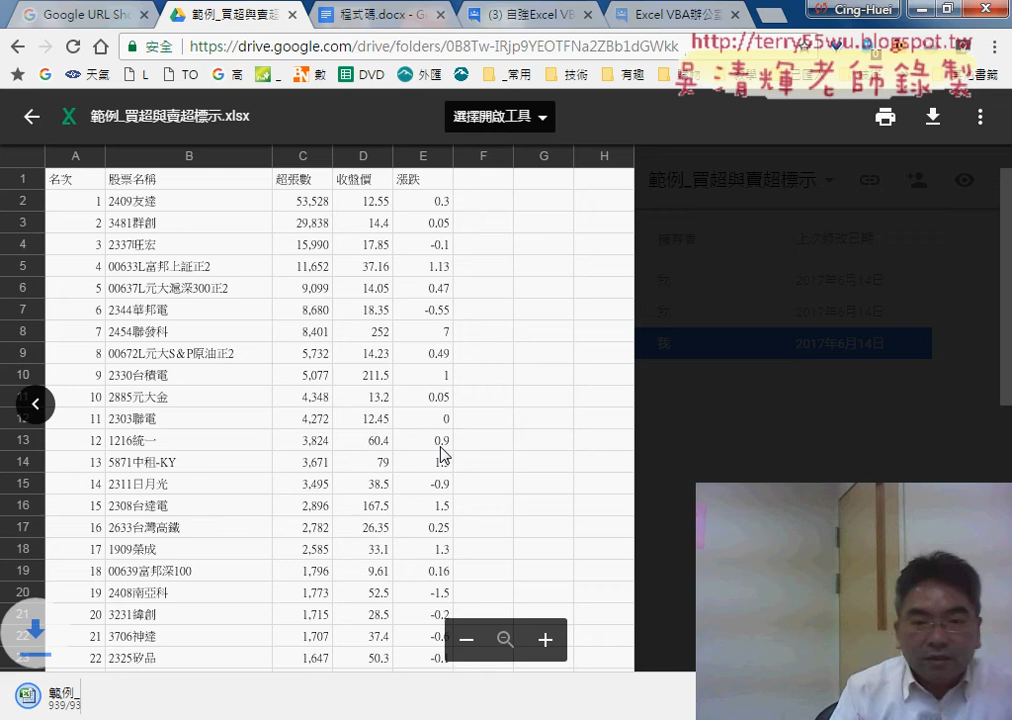 Google URL Sh
範例_買超與賣超
程式碼.docx - G
(3) 自強Excel VB
Excel VBA辦公室
Cing-Huei
安全
https://drive.google.com/drive/folders/0B8Tw-IRjp9YEOTFNa2ZBb1dGWkk
http://terry55wu.blogspot.tw
吳清輝老師錄製
天氣 L TO 高 _ 數 DVD 外匯 _常用 技術 有趣 書籤
範例_買超與賣超標示.xlsx
選擇開啟工具
範例_買超與賣超標示
擁有者 上次修改日期
我 2017年6月14日
我 2017年6月14日
我 2017年6月14日
A B C D E F G H
1 名次 股票名稱 超張數 收盤價 漲跌
2 1 2409友達 53,528 12.55 0.3
3 2 3481群創 29,838 14.4 0.05
4 3 2337旺宏 15,990 17.85 -0.1
5 4 00633L富邦上証正2 11,652 37.16 1.13
6 5 00637L元大滬深300正2 9,099 14.05 0.47
7 6 2344華邦電 8,680 18.35 -0.55
8 7 2454聯發科 8,401 252 7
9 8 00672L元大S&P原油正2 5,732 14.23 0.49
10 9 2330台積電 5,077 211.5 1
11 10 2885元大金 4,348 13.2 0.05
12 11 2303聯電 4,272 12.45 0
13 12 1216統一 3,824 60.4 0.9
14 13 5871中租-KY 3,671 79
15 14 2311日月光 3,495 38.5 -0.9
16 15 2308台達電 2,896 167.5 1.5
17 16 2633台灣高鐵 2,782 26.35 0.25
18 17 1909榮成 2,585 33.1 1.3
19 18 00639富邦深100 1,796 9.61 0.16
20 19 2408南亞科 1,773 52.5 -1.5
21 20 3231緯創 1,715 28.5 -0.2
22 21 3706神達 1,707 37.4
23 22 2325矽品 1,647 50.3
範例_
939/93